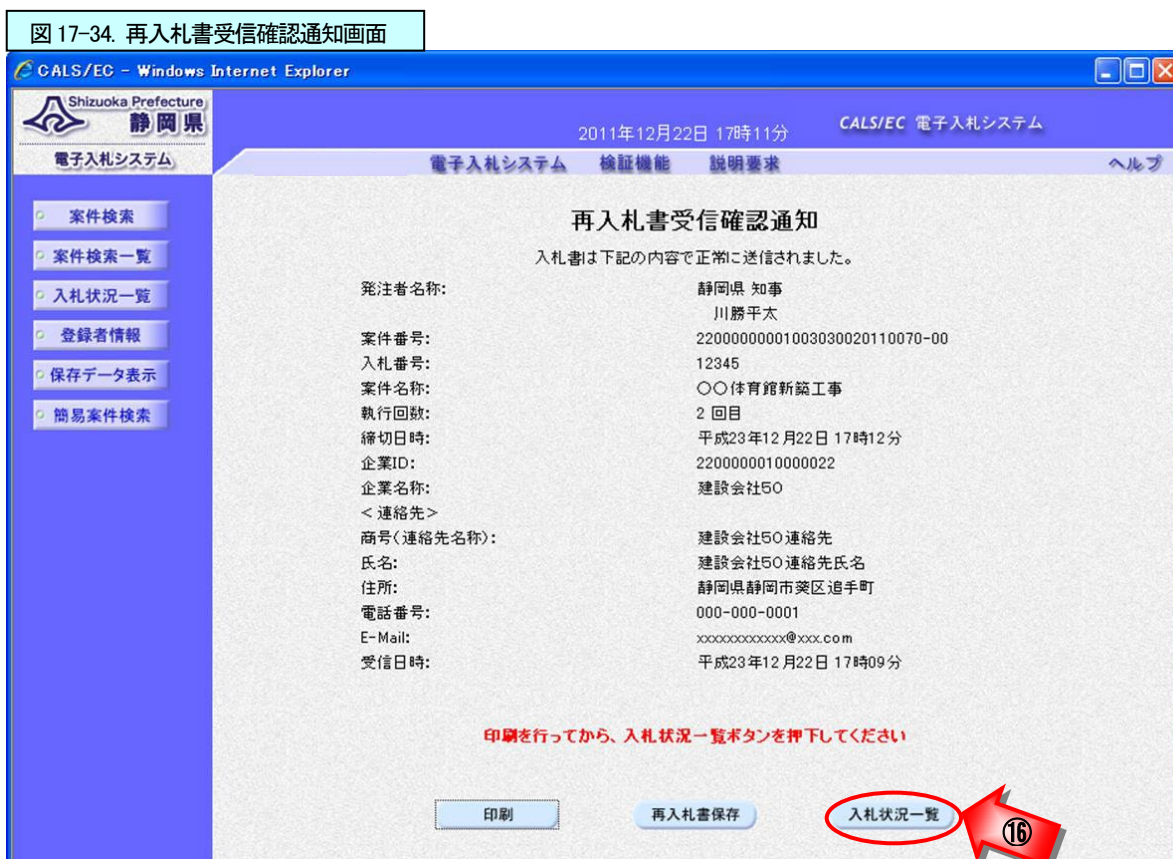 図 17-34. 再入札書受信確認通知画面
CALS/EC - Windows Internet Explorer
Shizuoka Prefecture
静岡県
電子入札システム
2011年12月22日 17時11分
CALS/EC 電子入札システム
電子入札システム 検証機能 説明要求 ヘルプ
案件検索
案件検索一覧
入札状況一覧
登録者情報
保存データ表示
簡易案件検索
再入札書受信確認通知
入札書は下記の内容で正常に送信されました。
発注者名称: 静岡県 知事
川勝平太
案件番号: 22000000001003030020110070-00
入札番号: 12345
案件名称: 〇〇体育館新築工事
執行回数: 2 回目
締切日時: 平成23年12月22日 17時12分
企業ID: 2200000010000022
企業名称: 建設会社50
<連絡先>
商号(連絡先名称): 建設会社50連絡先
氏名: 建設会社50連絡先氏名
住所: 静岡県静岡市葵区追手町
電話番号: 000-000-0001
E-Mail: xxxxxxxxxxxx@xxx.com
受信日時: 平成23年12月22日 17時09分
印刷を行ってから、入札状況一覧ボタンを押下してください
印刷 再入札書保存 入札状況一覧
⑯